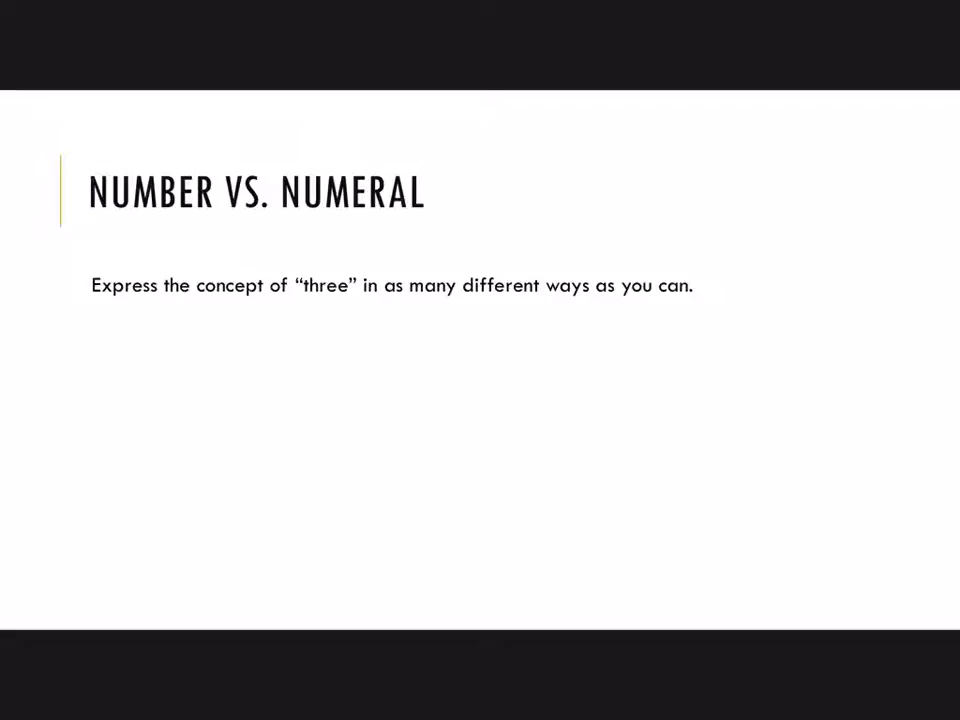 NUMBER VS. NUMERAL
Express the concept of “three” in as many different ways as you can.